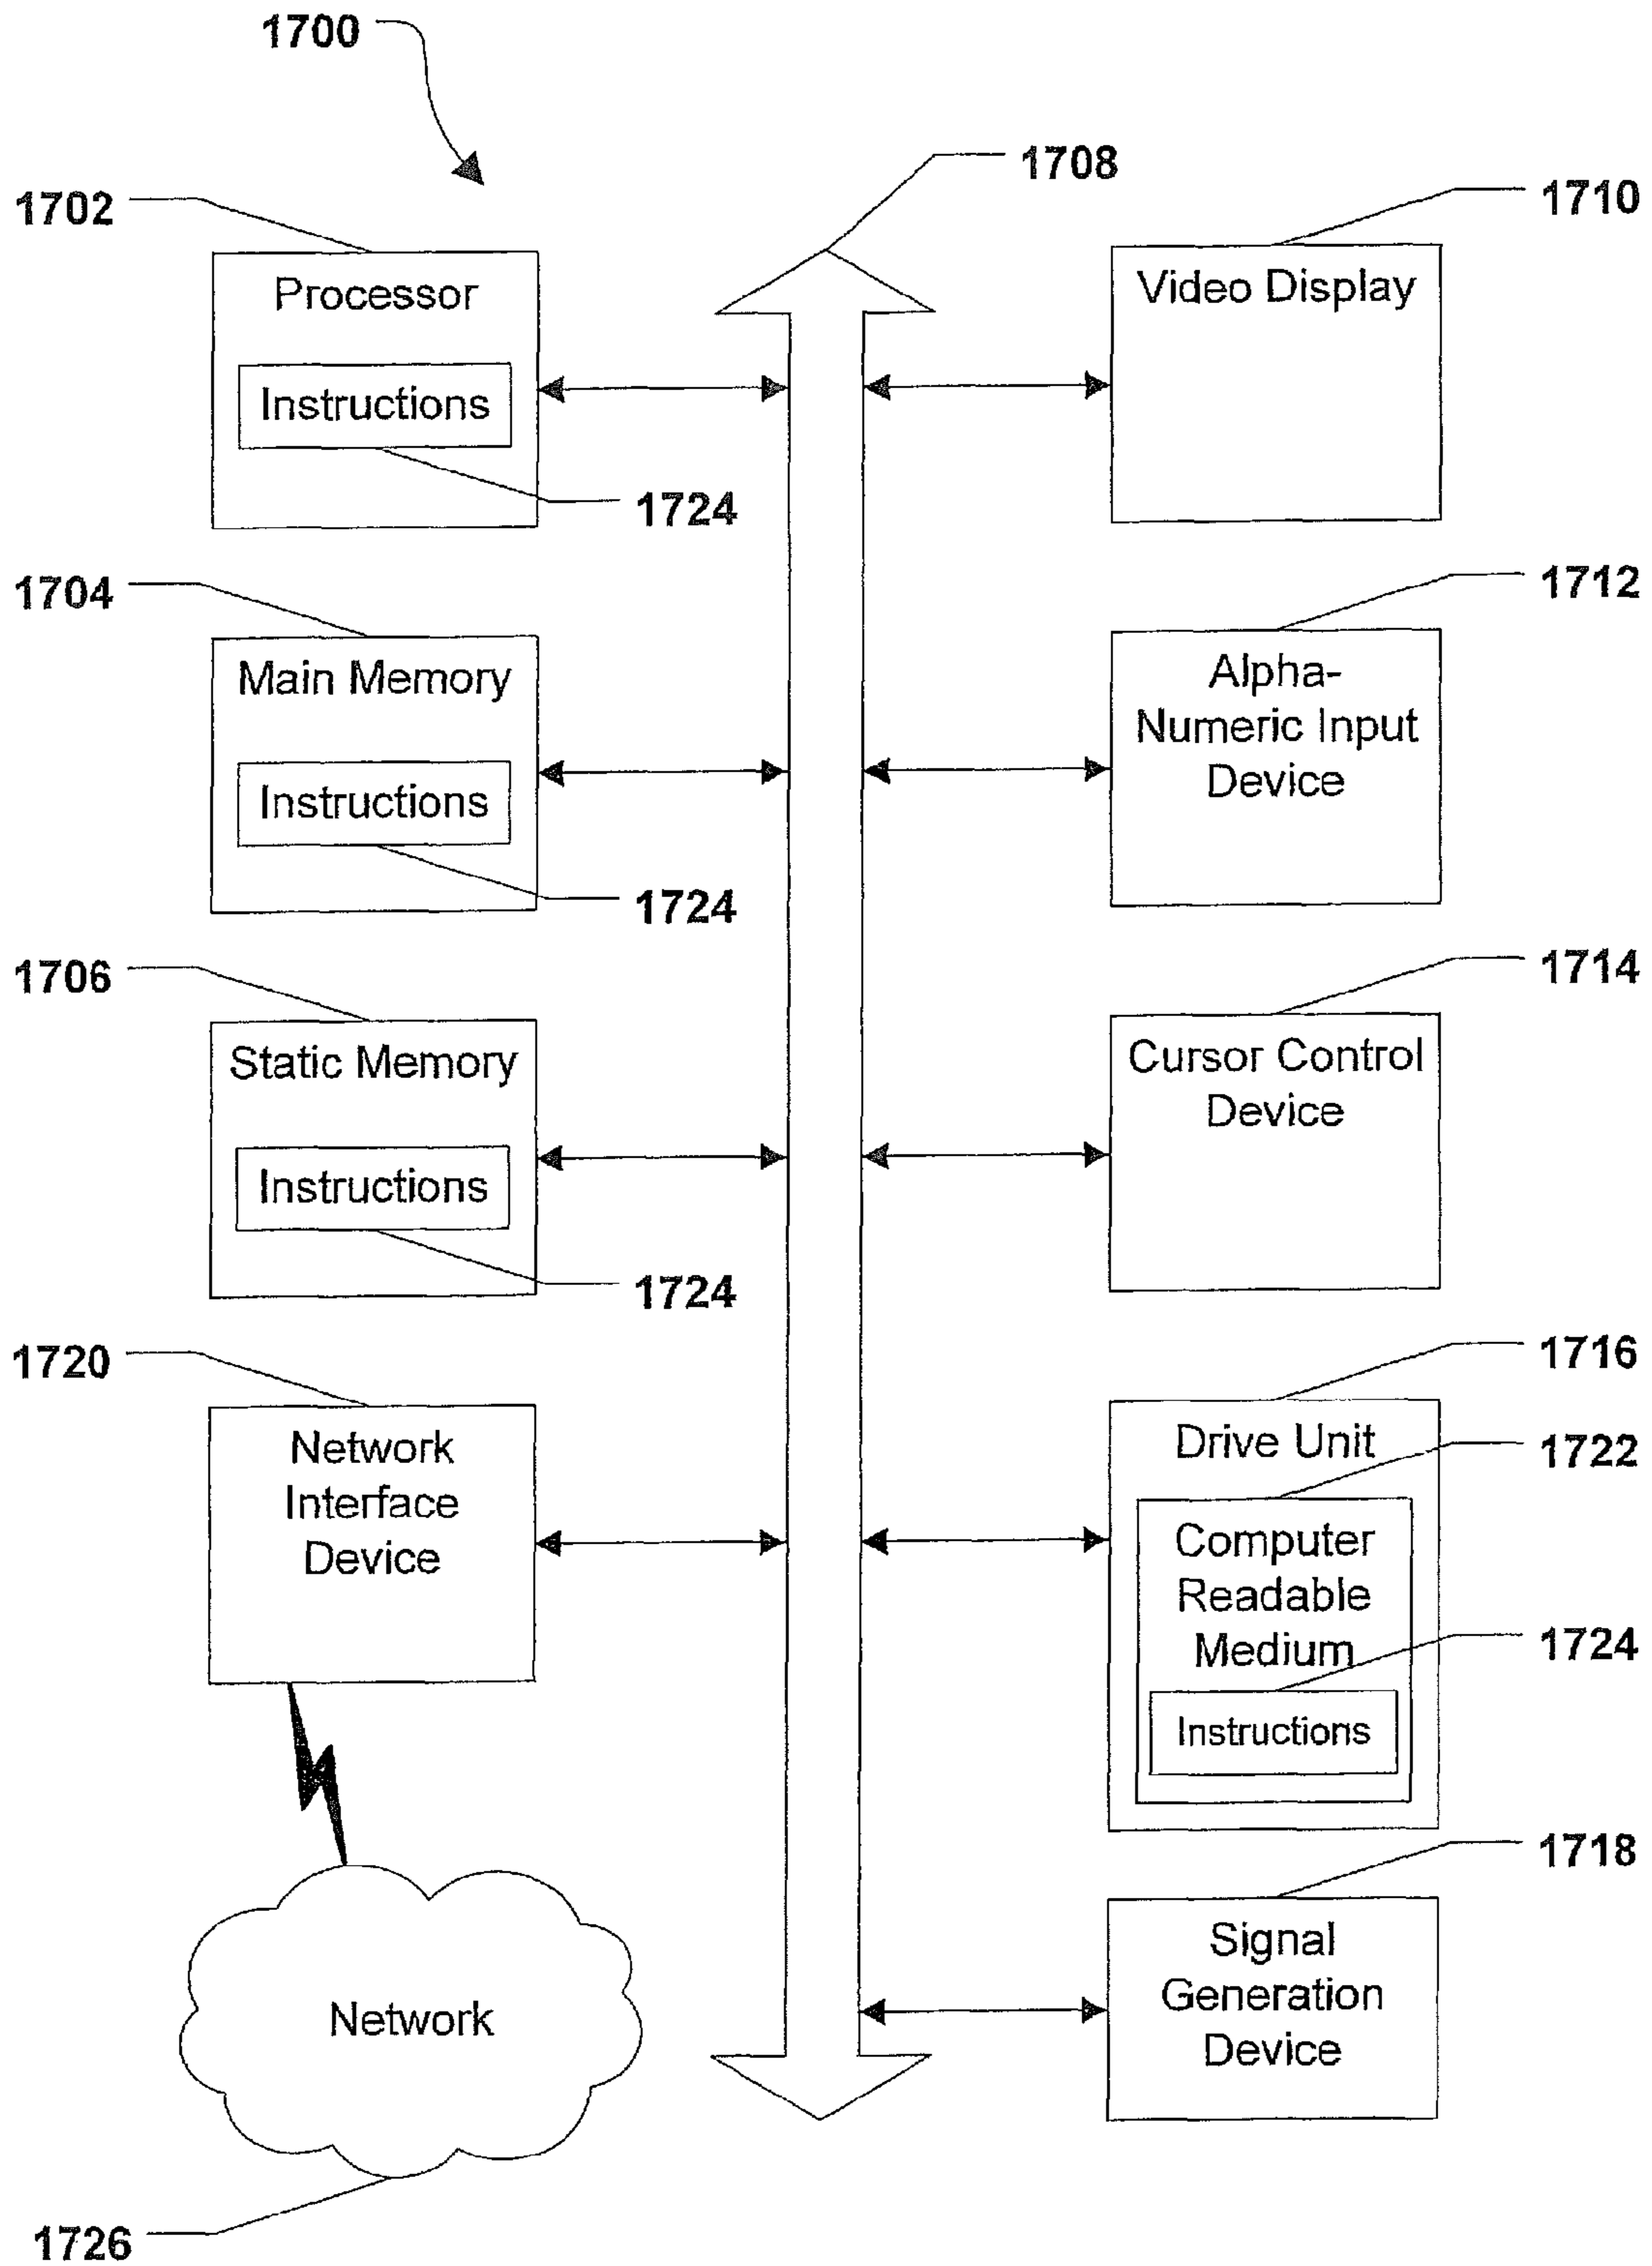 1700
1708
1702
1710
Processor
Video Display
Instructions
1724
1704
1712
Main Memory
Alpha-
Numeric Input
Device
Instructions
1724
1706
1714
Static Memory
Cursor Control
Device
Instructions
1724
1720
1716
Network
Interface
Device
Drive Unit
1722
Computer
Readable
Medium
1724
Instructions
1718
Signal
Generation
Device
Network
1726